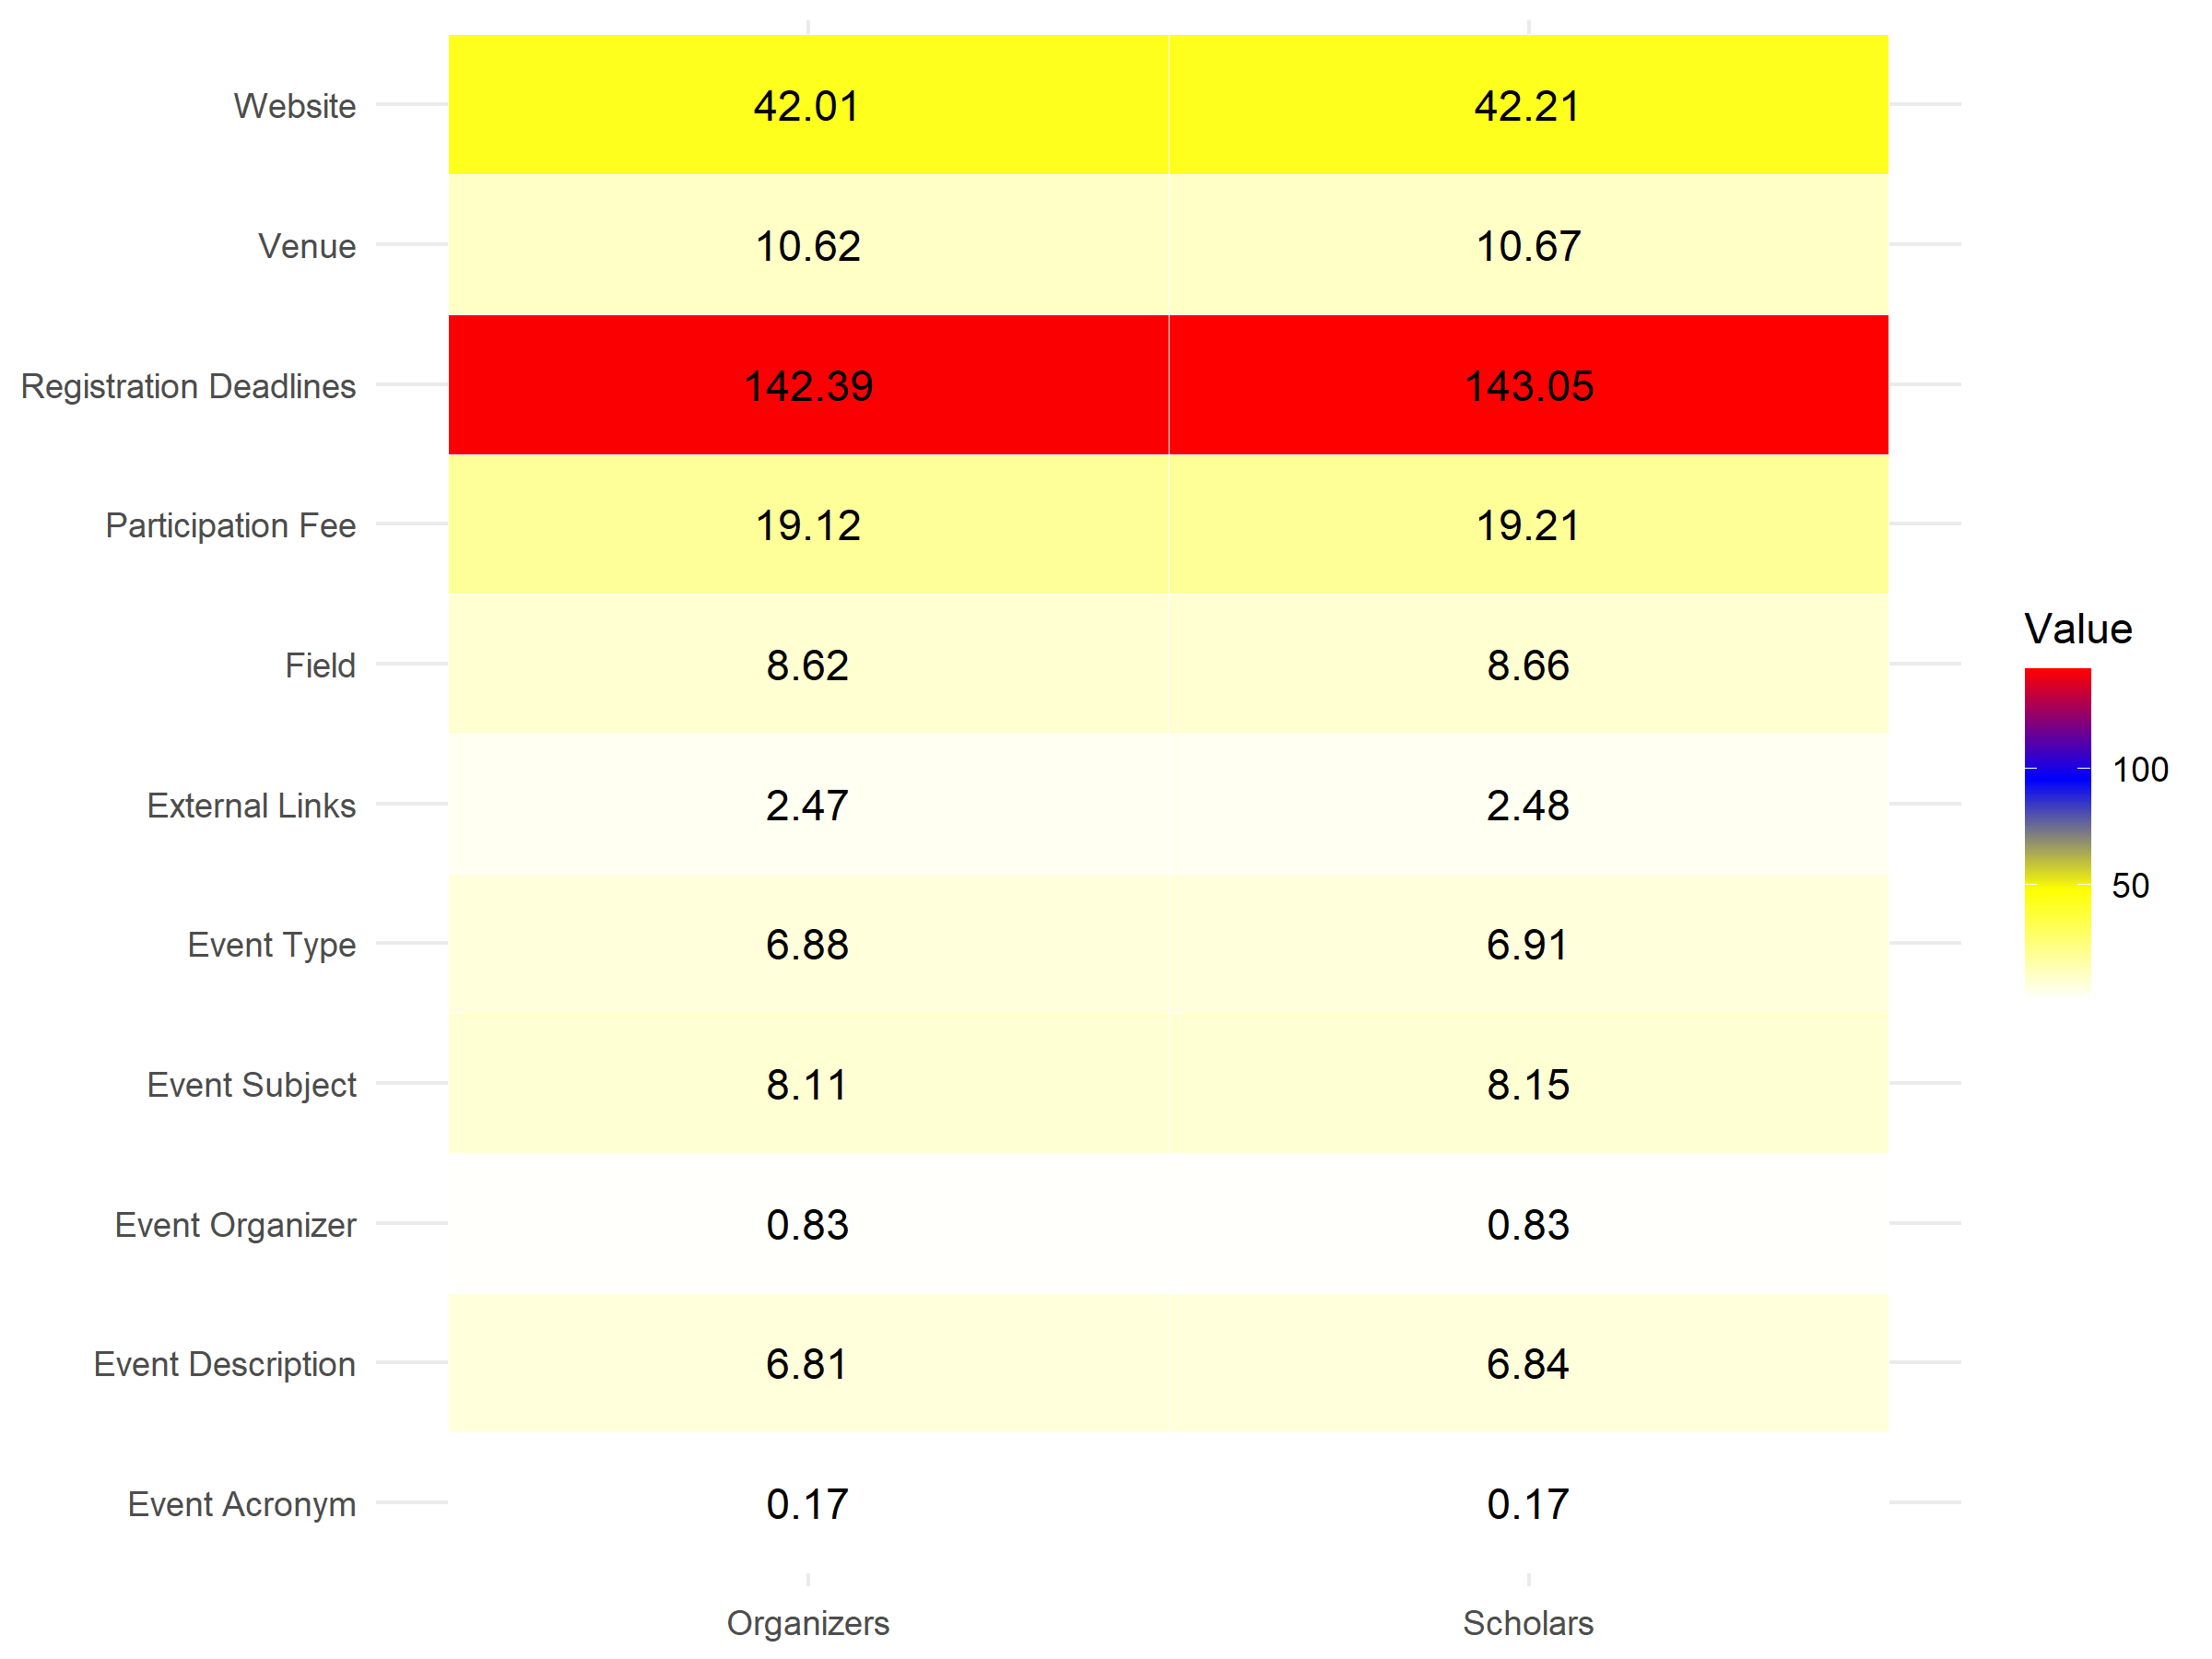 Website 42.01 42.21
Venue 10.62 10.67
Registration Deadlines 142.39 143.05
Participation Fee 19.12 19.21
Field 8.62 8.66
External Links 2.47 2.48
Event Type 6.88 6.91
Event Subject 8.11 8.15
Event Organizer 0.83 0.83
Event Description 6.81 6.84
Event Acronym 0.17 0.17
Organizers Scholars
Value
100
50